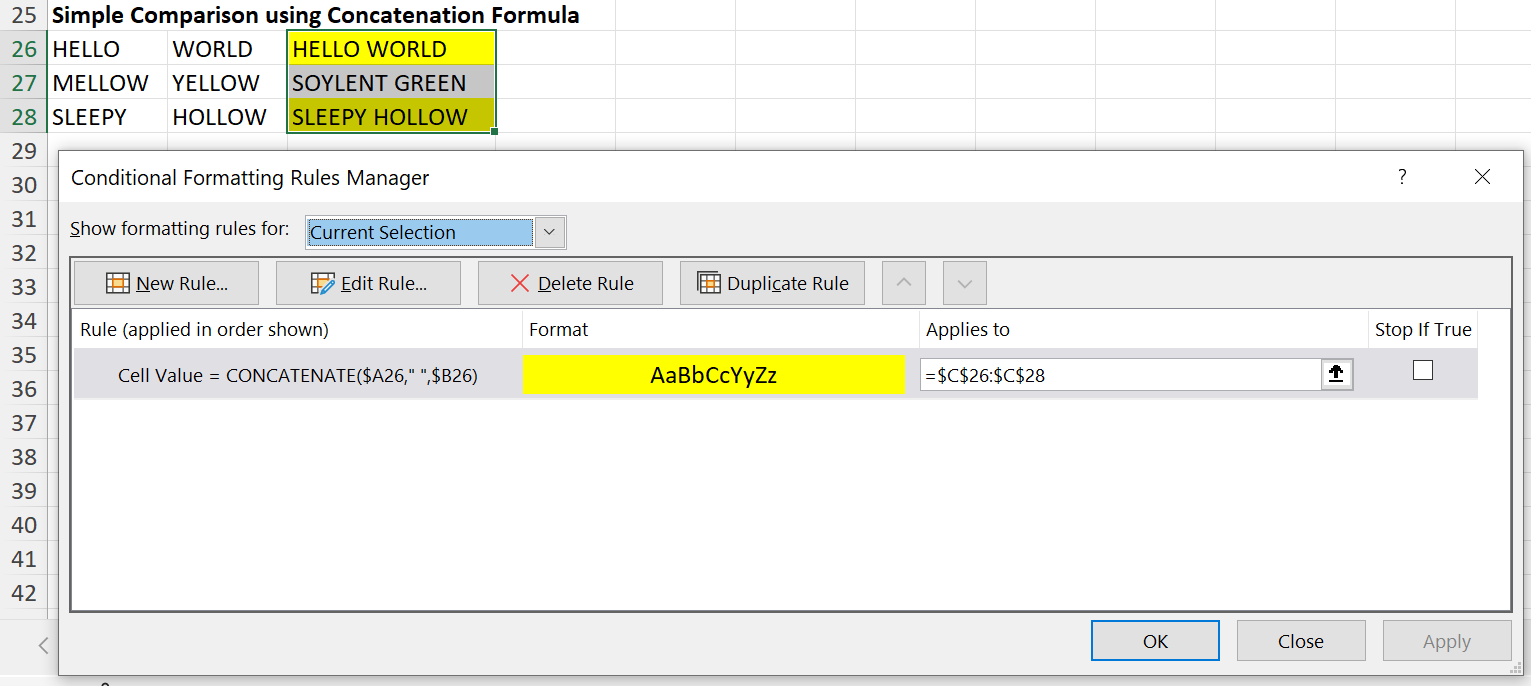 25 Simple Comparison using Concatenation Formula
26 HELLO WORLD HELLO WORLD
27 MELLOW YELLOW SOYLENT GREEN
28 SLEEPY HOLLOW SLEEPY HOLLOW
29
30 Conditional Formatting Rules Manager ?
31
32 Show formatting rules for: Current Selection
33 New Rule... Edit Rule... Delete Rule Duplicate Rule
34
35 Rule (applied in order shown) Format Applies to Stop If True
36 Cell Value = CONCATENATE($A26," ",$B26) AaBbCcYyZz =$C$26:$C$28
37
38
39
40
41
42
OK Close Apply